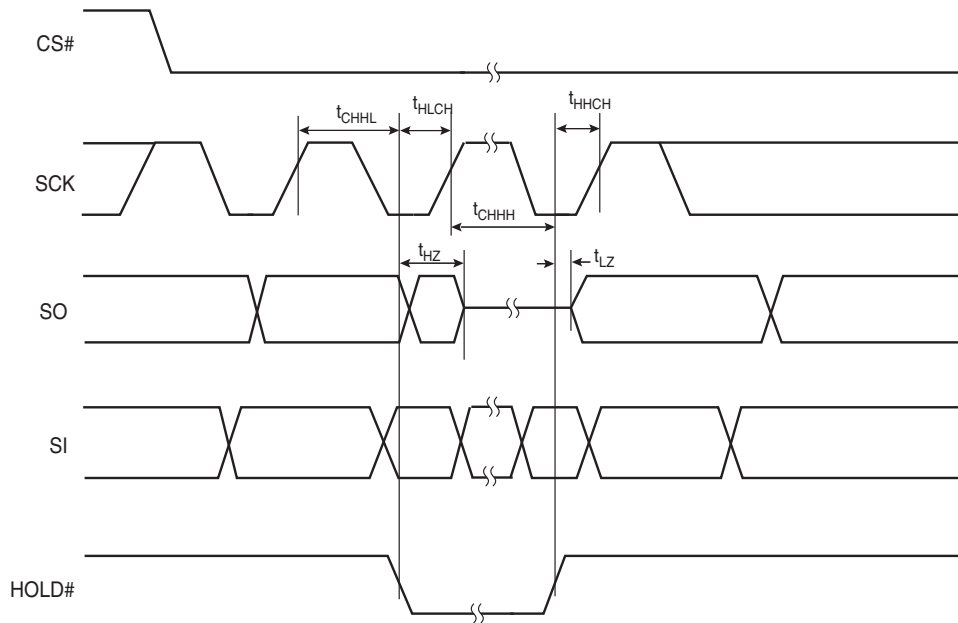 CS#
tCHHL
tHLCH
tHHCH
SCK
tCHHH
tHZ
tLZ
SO
SI
HOLD#